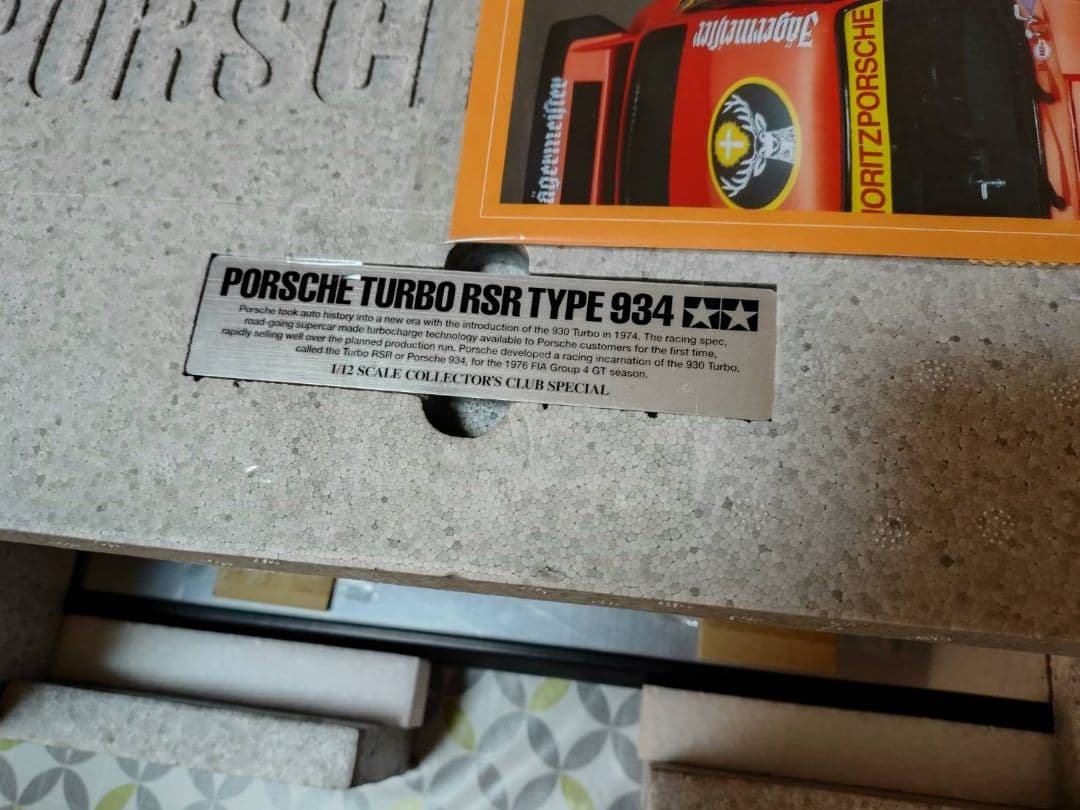 PORSC
Jägermeister
ägermeister
MORITZPORSCHE
PORSCHE TURBO RSR TYPE 934
Porsche took auto history into a new era with the introduction of the 930 Turbo in 1974. The racing spec,
road-going supercar made turbocharge technology available to Porsche customers for the first time,
rapidly selling well over the planned production run. Porsche developed a racing incarnation of the 930 Turbo,
called the Turbo RSR or Porsche 934, for the 1976 FIA Group 4 GT season.
1/12 SCALE COLLECTOR'S CLUB SPECIAL